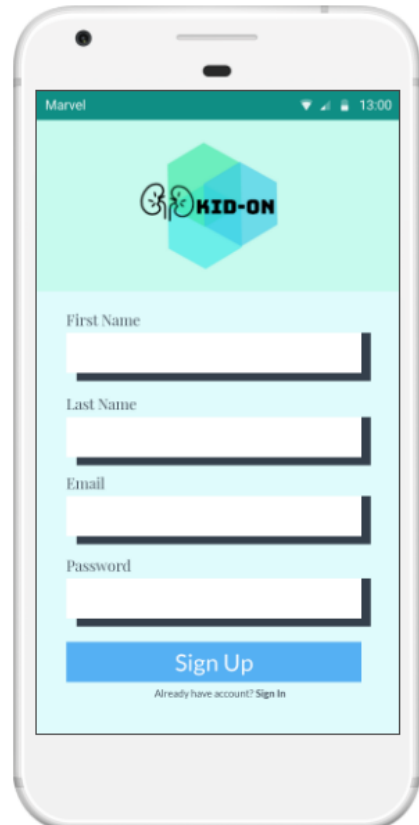 Marvel 13:00
KID-ON
First Name
Last Name
Email
Password
Sign Up
Already have account? Sign In